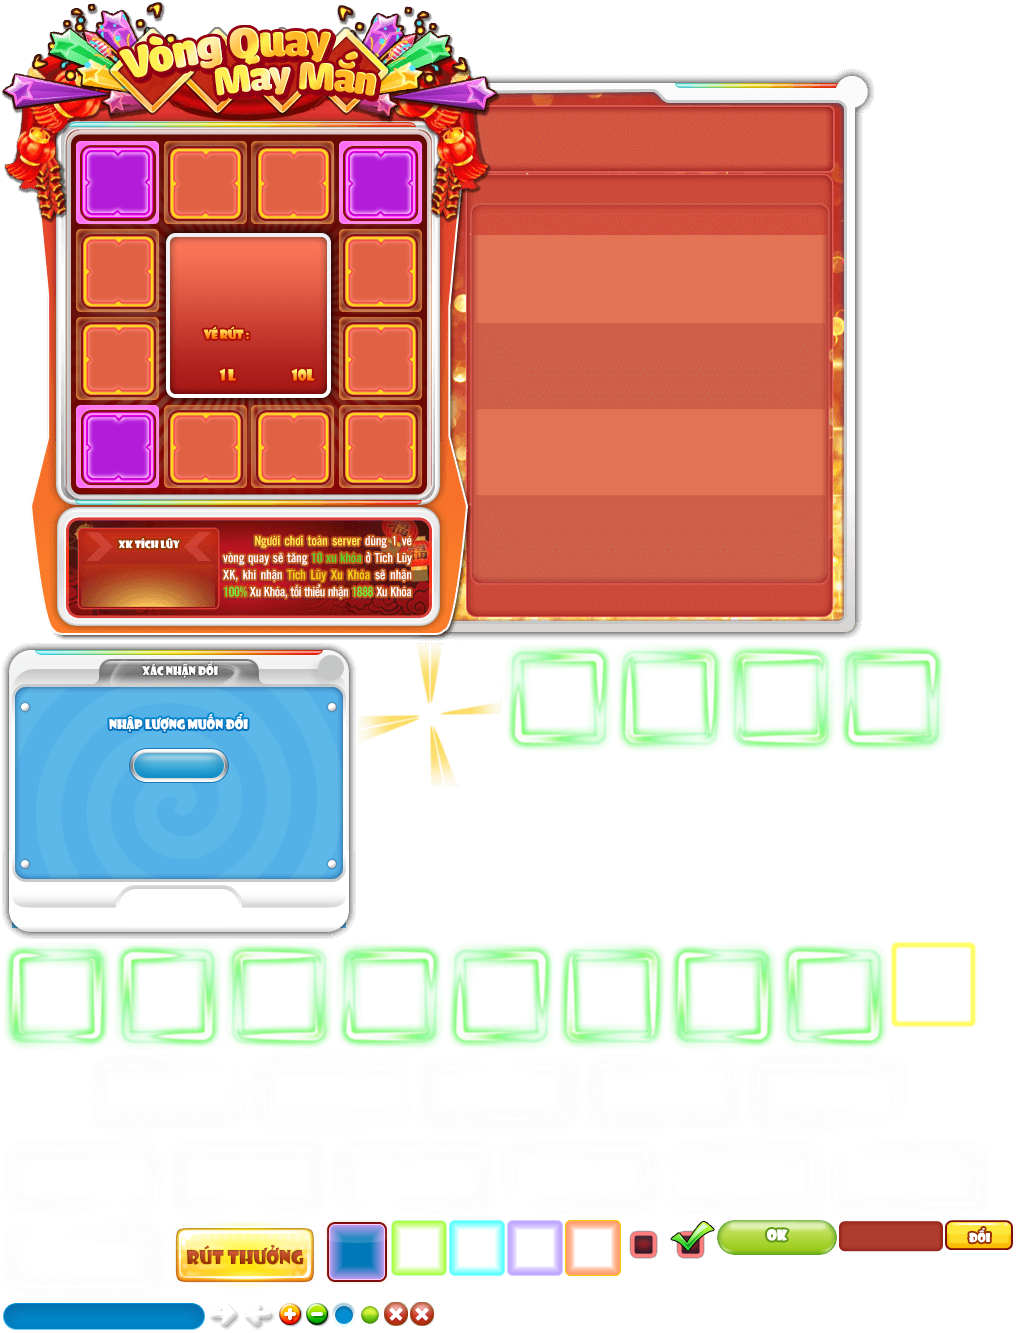 Vòng Quay
May Mắn
VÉ RÚT :
1L 10L
XK TÍCH LŨY
Người chơi toàn server dùng 1 vé
vòng quay sẽ tăng 10 xu khóa ở Tích Lũy
XK, khi nhận Tích Lũy Xu Khóa sẽ nhận
100% Xu Khóa, tối thiểu nhận 1888 Xu Khóa
XÁC NHẬN ĐỔI
NHẬP LƯỢNG MUỐN ĐỔI
RÚT THƯỞNG
OK
ĐỔI